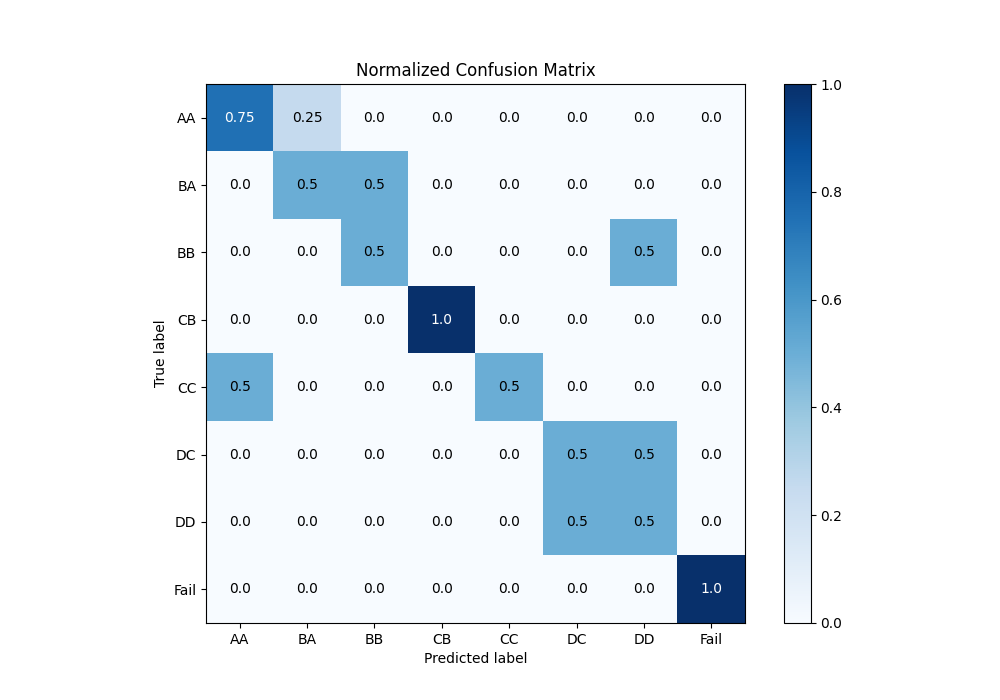 Normalized Confusion Matrix
True label
AA 0.75 0.25 0.0 0.0 0.0 0.0 0.0 0.0
BA 0.0 0.5 0.5 0.0 0.0 0.0 0.0 0.0
BB 0.0 0.0 0.5 0.0 0.0 0.0 0.5 0.0
CB 0.0 0.0 0.0 1.0 0.0 0.0 0.0 0.0
CC 0.5 0.0 0.0 0.0 0.5 0.0 0.0 0.0
DC 0.0 0.0 0.0 0.0 0.0 0.5 0.5 0.0
DD 0.0 0.0 0.0 0.0 0.0 0.5 0.5 0.0
Fail 0.0 0.0 0.0 0.0 0.0 0.0 0.0 1.0
AA BA BB CB CC DC DD Fail
Predicted label
1.0
0.8
0.6
0.4
0.2
0.0